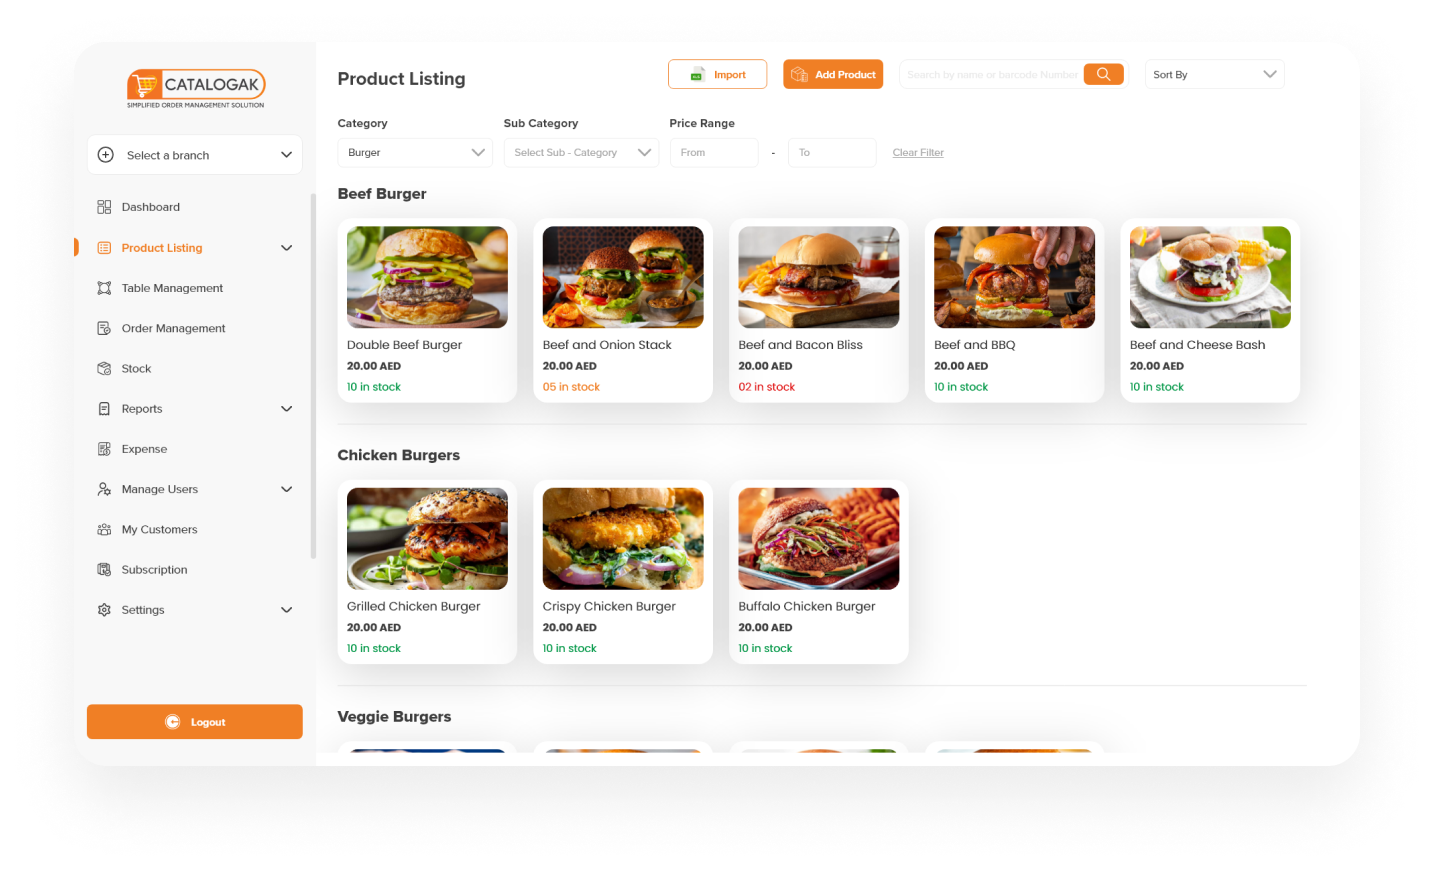 CATALOGAK
SIMPLIFIED ORDER MANAGEMENT SOLUTION
Select a branch
Dashboard
Product Listing
Table Management
Order Management
Stock
Reports
Expense
Manage Users
My Customers
Subscription
Settings
Logout
Product Listing
Import
Add Product
Search by name or barcode Number
Sort By
Category
Sub Category
Price Range
Burger
Select Sub - Category
From
-
To
Clear Filter
Beef Burger
Double Beef Burger
20.00 AED
10 in stock
Beef and Onion Stack
20.00 AED
05 in stock
Beef and Bacon Bliss
20.00 AED
02 in stock
Beef and BBQ
20.00 AED
10 in stock
Beef and Cheese Bash
20.00 AED
10 in stock
Chicken Burgers
Grilled Chicken Burger
20.00 AED
10 in stock
Crispy Chicken Burger
20.00 AED
10 in stock
Buffalo Chicken Burger
20.00 AED
10 in stock
Veggie Burgers